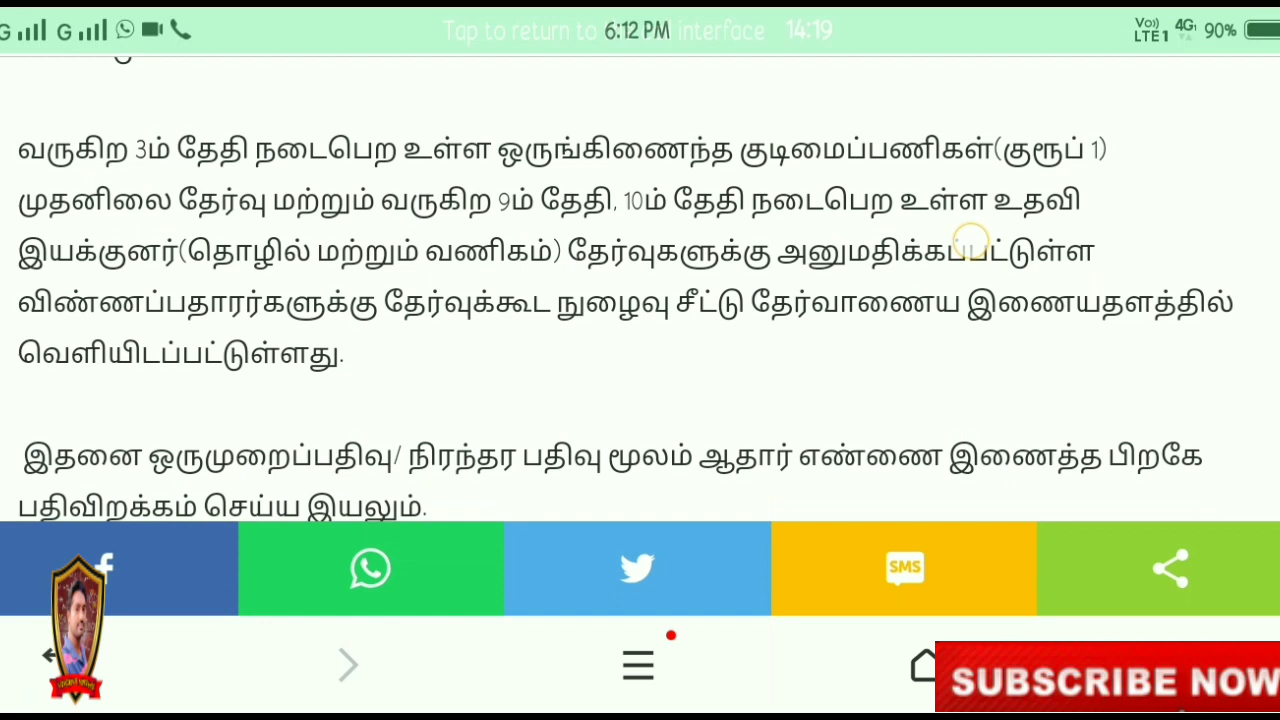 G G 6:12 PM Tap to return to interface 14:19 Vo)) LTE1 4G 90%
வருகிற 3ம் தேதி நடைபெற உள்ள ஒருங்கிணைந்த குடிமைப்பணிகள்(குரூப் 1)
முதனிலை தேர்வு மற்றும் வருகிற 9ம் தேதி, 10ம் தேதி நடைபெற உள்ள உதவி
இயக்குனர்(தொழில் மற்றும் வணிகம்) தேர்வுகளுக்கு அனுமதிக்கப்பட்டுள்ள
விண்ணப்பதாரர்களுக்கு தேர்வுக்கூட நுழைவு சீட்டு தேர்வாணைய இணையதளத்தில்
வெளியிடப்பட்டுள்ளது.
இதனை ஒருமுறைப்பதிவு/ நிரந்தர பதிவு மூலம் ஆதார் எண்ணை இணைத்த பிறகே
பதிவிறக்கம் செய்ய இயலும்.
SMS
SUBSCRIBE NOW